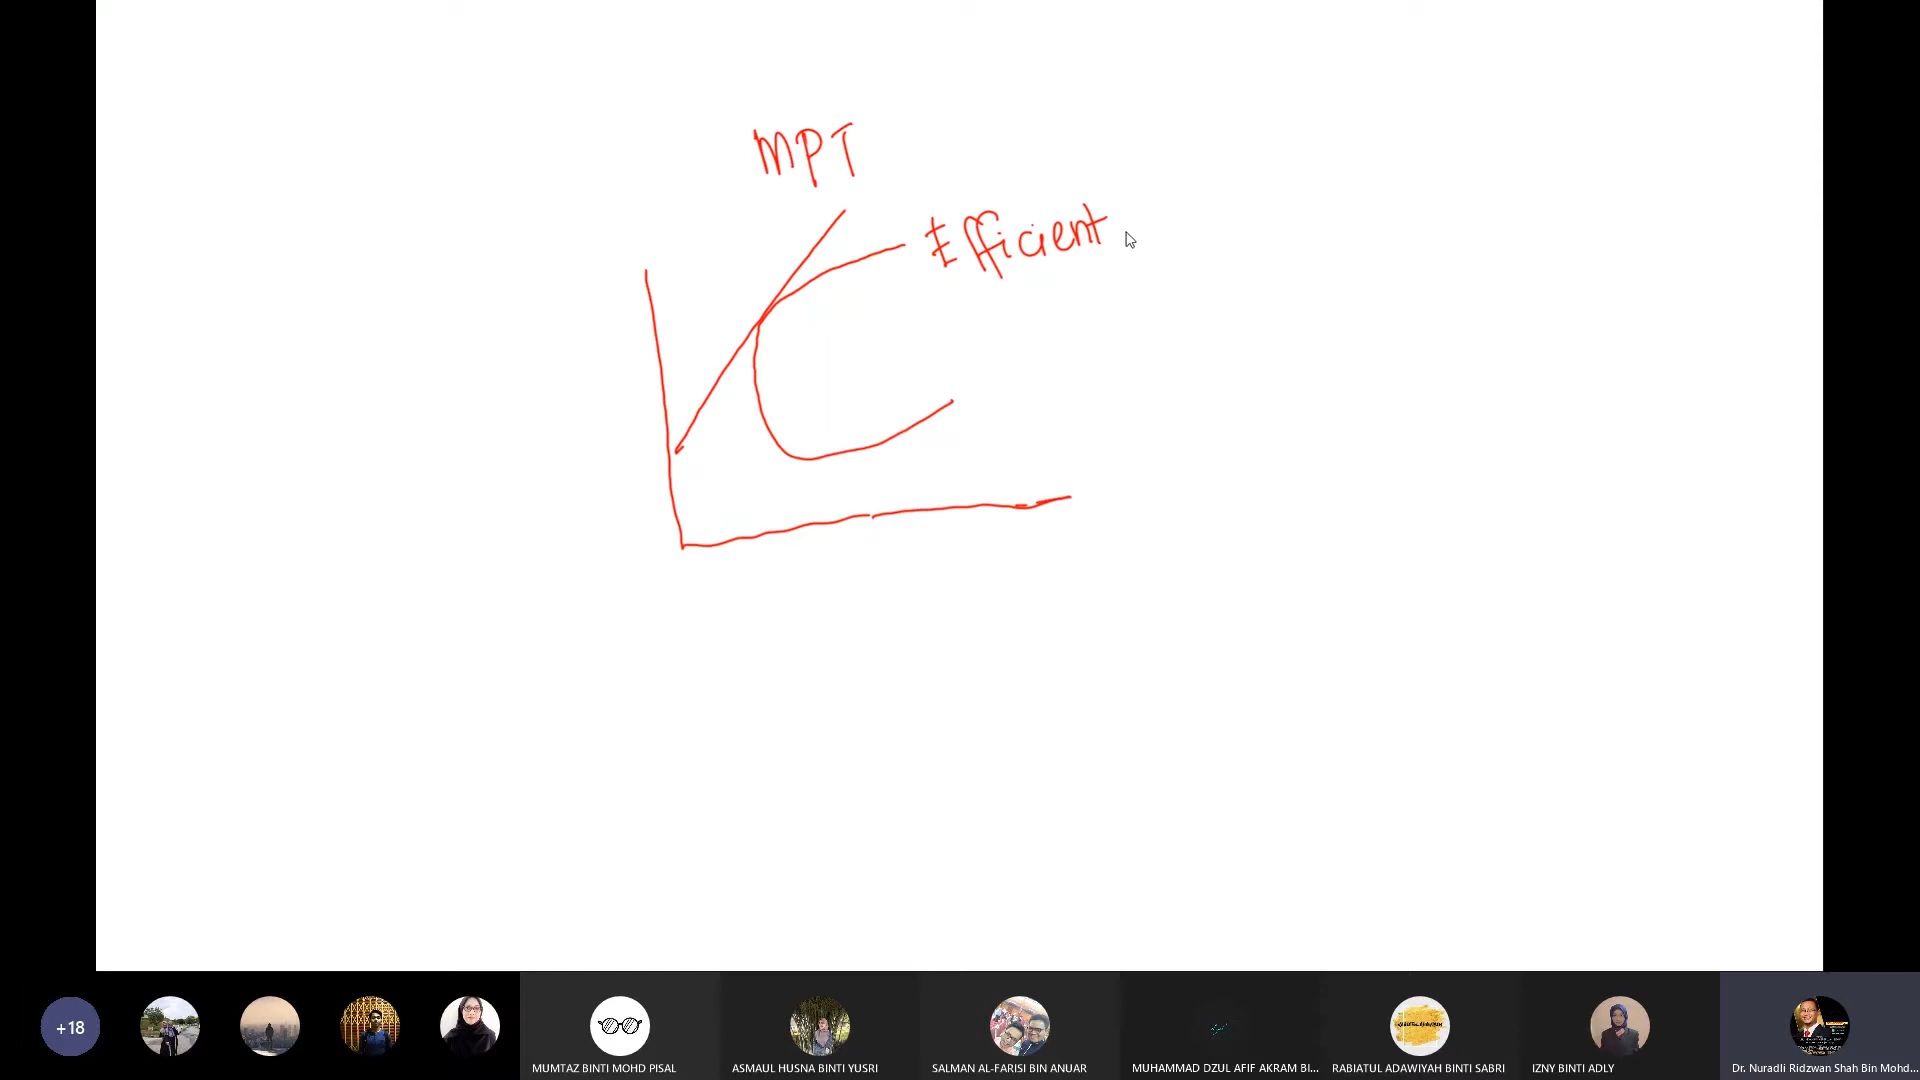 MPT
Efficient
+18
MUMTAZ BINTI MOHD PISAL
ASMAUL HUSNA BINTI YUSRI
SALMAN AL-FARISI BIN ANUAR
MUHAMMAD DZUL AFIF AKRAM BI...
RABIATUL ADAWIYAH BINTI SABRI
IZNY BINTI ADLY
Dr. Nuradli Ridzwan Shah Bin Mohd...